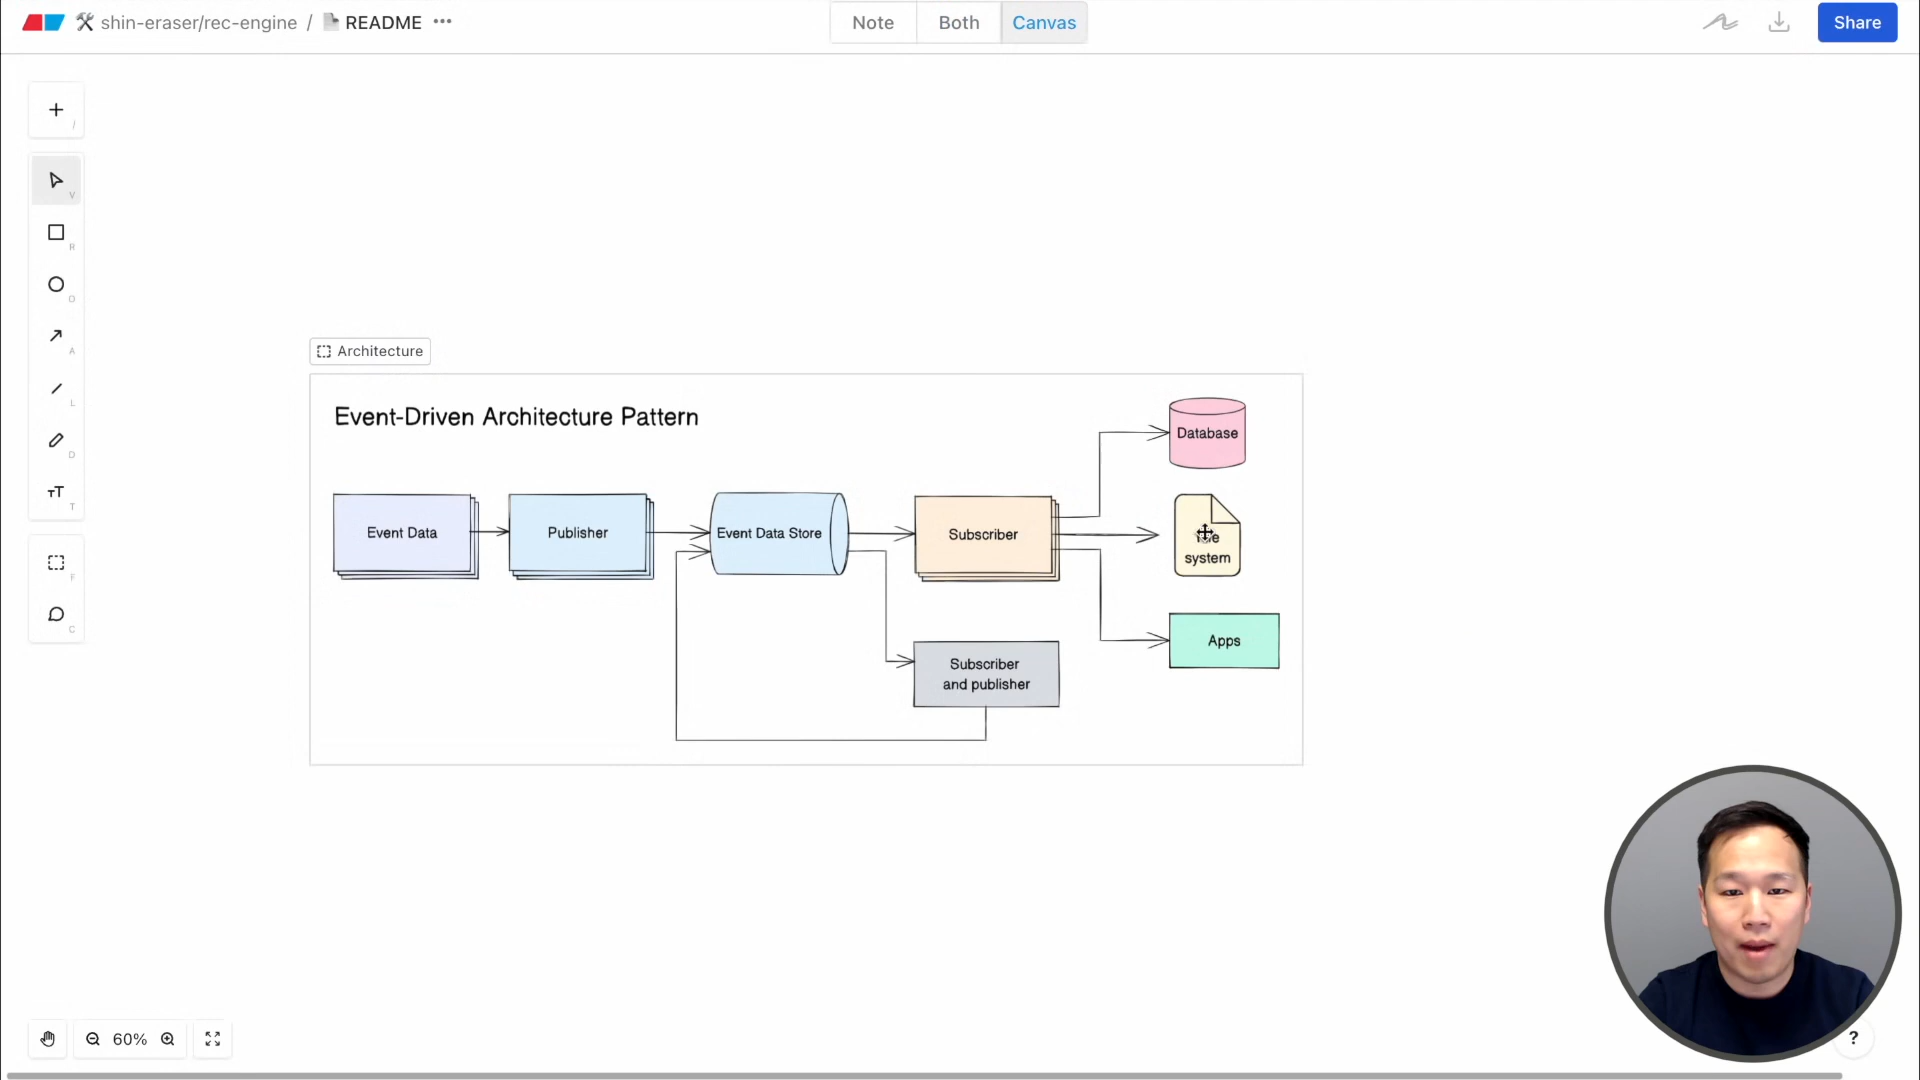 shin-eraser/rec-engine / README •••
Note
Both
Canvas
Share
/
V
R
O
A
L
D
T
F
C
Architecture
Event-Driven Architecture Pattern
Database
Event Data
Publisher
Event Data Store
Subscriber
system
Apps
Subscriber
and publisher
60%
?